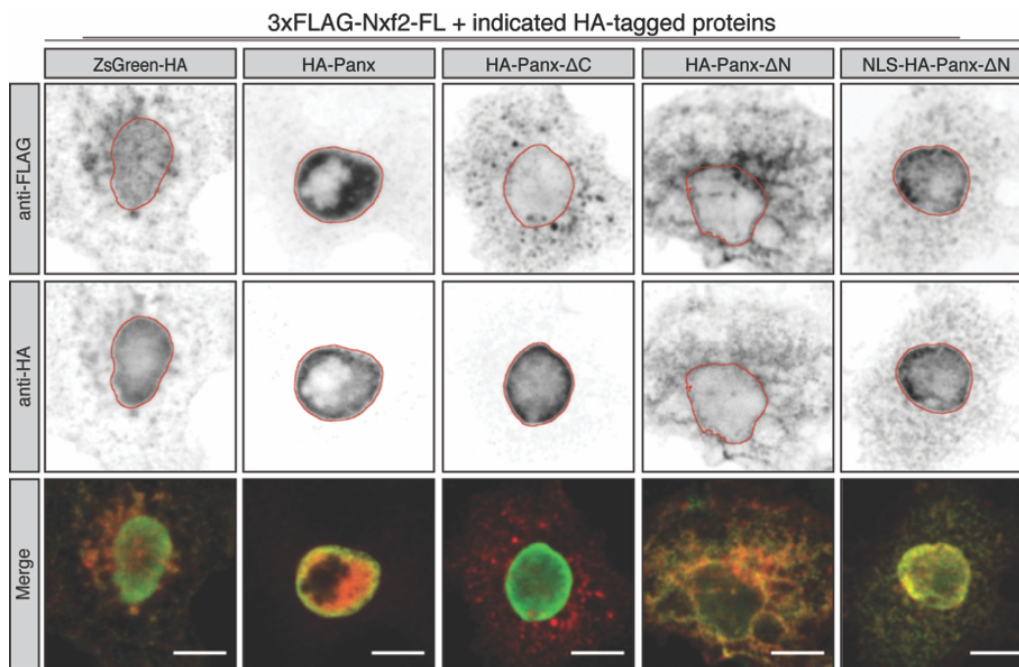 3xFLAG-Nxf2-FL + indicated HA-tagged proteins
ZsGreen-HA HA-Panx HA-Panx-ΔC HA-Panx-ΔN NLS-HA-Panx-ΔN
anti-FLAG
anti-HA
Merge